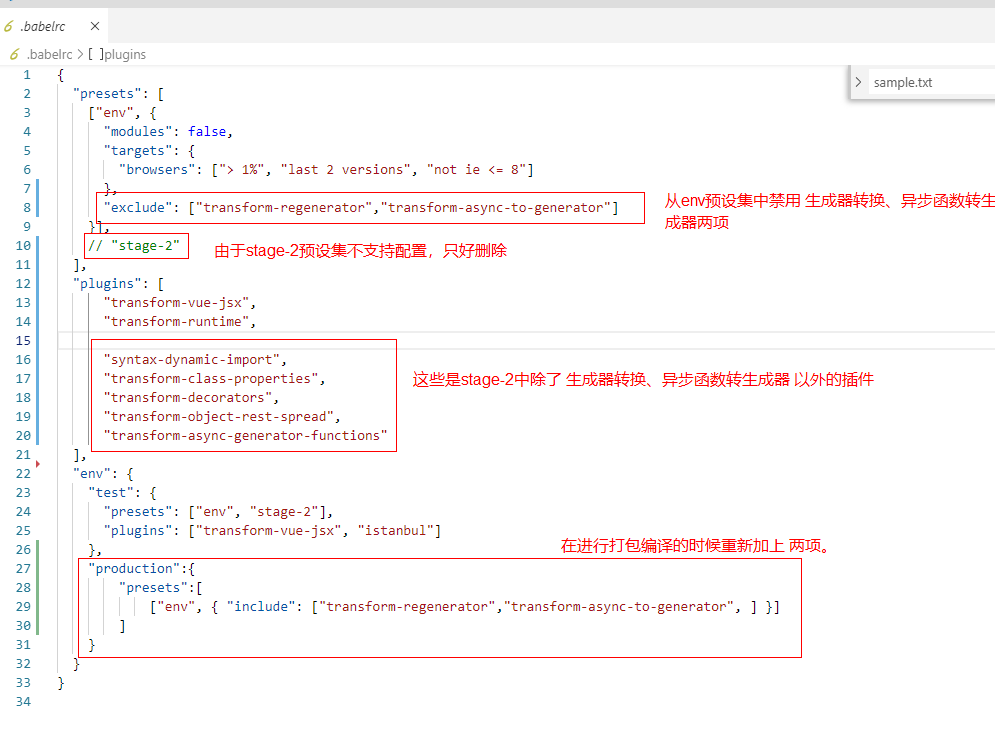 .babelrc
.babelrc > [ ]plugins
sample.txt
1 {
2 "presets": [
3 ["env", {
4 "modules": false,
5 "targets": {
6 "browsers": ["> 1%", "last 2 versions", "not ie <= 8"]
7 },
8 "exclude": ["transform-regenerator","transform-async-to-generator"]
从env预设集中禁用 生成器转换、异步函数转生
成器两项
9 }],
10 // "stage-2"
由于stage-2预设集不支持配置，只好删除
11 ],
12 "plugins": [
13 "transform-vue-jsx",
14 "transform-runtime",
15
16 "syntax-dynamic-import",
17 "transform-class-properties",
这些是stage-2中除了 生成器转换、异步函数转生成器 以外的插件
18 "transform-decorators",
19 "transform-object-rest-spread",
20 "transform-async-generator-functions"
21 ],
22 "env": {
23 "test": {
24 "presets": ["env", "stage-2"],
25 "plugins": ["transform-vue-jsx", "istanbul"]
26 },
在进行打包编译的时候重新加上 两项。
27 "production":{
28 "presets":[
29 ["env", { "include": ["transform-regenerator","transform-async-to-generator", ] }]
30 ]
31 }
32 }
33 }
34